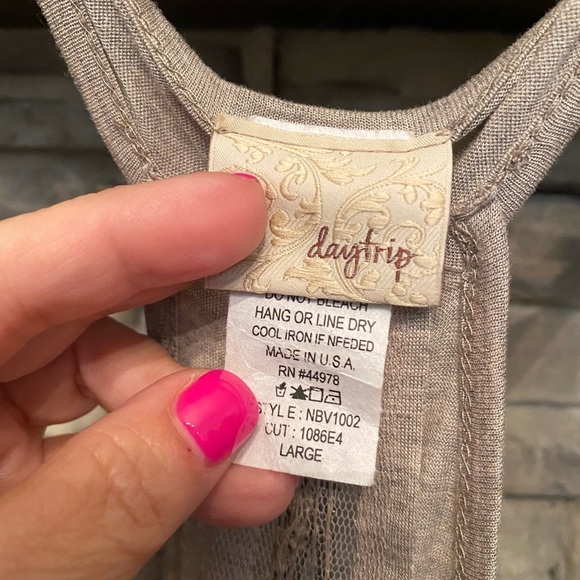 daytrip
DO NOT BLEACH
HANG OR LINE DRY
COOL IRON IF NEEDED
MADE IN U.S.A.
RN #44978
STYLE : NBV1002
CUT : 1086E4
LARGE